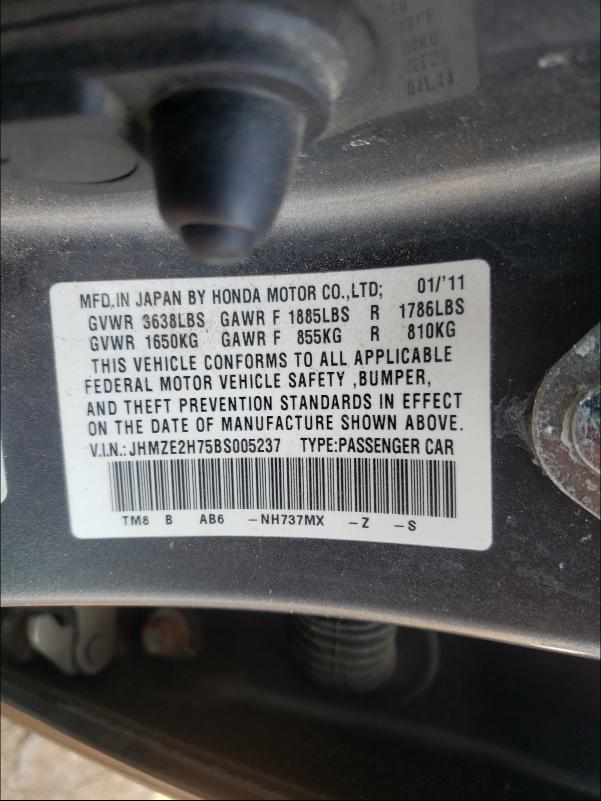 MFD.IN JAPAN BY HONDA MOTOR CO.,LTD; 01/'11
GVWR 3638LBS GAWR F 1885LBS R 1786LBS
GVWR 1650KG GAWR F 855KG R 810KG
THIS VEHICLE CONFORMS TO ALL APPLICABLE
FEDERAL MOTOR VEHICLE SAFETY ,BUMPER,
AND THEFT PREVENTION STANDARDS IN EFFECT
ON THE DATE OF MANUFACTURE SHOWN ABOVE.
V.I.N.:JHMZE2H75BS005237 TYPE:PASSENGER CAR
TM8 B AB6 -NH737MX -Z -S